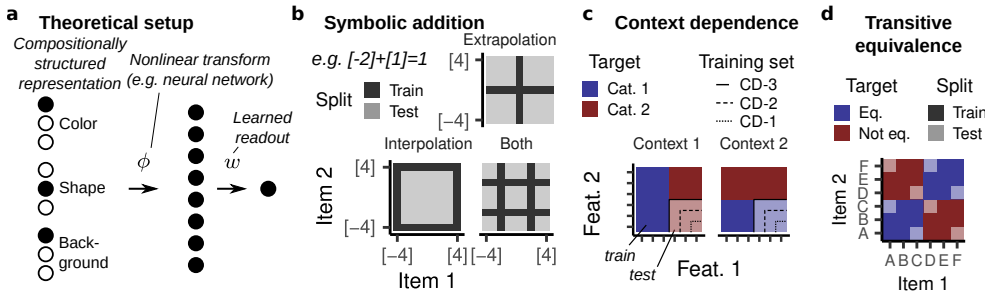 a Theoretical setup
Compositionally
structured
representation
Nonlinear transform
(e.g. neural network)
Color
Shape
Back-
ground
ϕ
Learned
readout
w
b Symbolic addition
e.g. [-2]+[1]=1
Split
Train
Test
Extrapolation
[4]
[−4]
Interpolation
Both
Item 2
[4]
[−4]
[−4] [4] [−4] [4]
Item 1
c Context dependence
Target
Cat. 1
Cat. 2
Training set
CD-3
CD-2
CD-1
Context 1 Context 2
Feat. 2
train
test
Feat. 1
d Transitive
equivalence
Target
Eq.
Not eq.
Split
Train
Test
Item 2
F
E
D
C
B
A
A B C D E F
Item 1